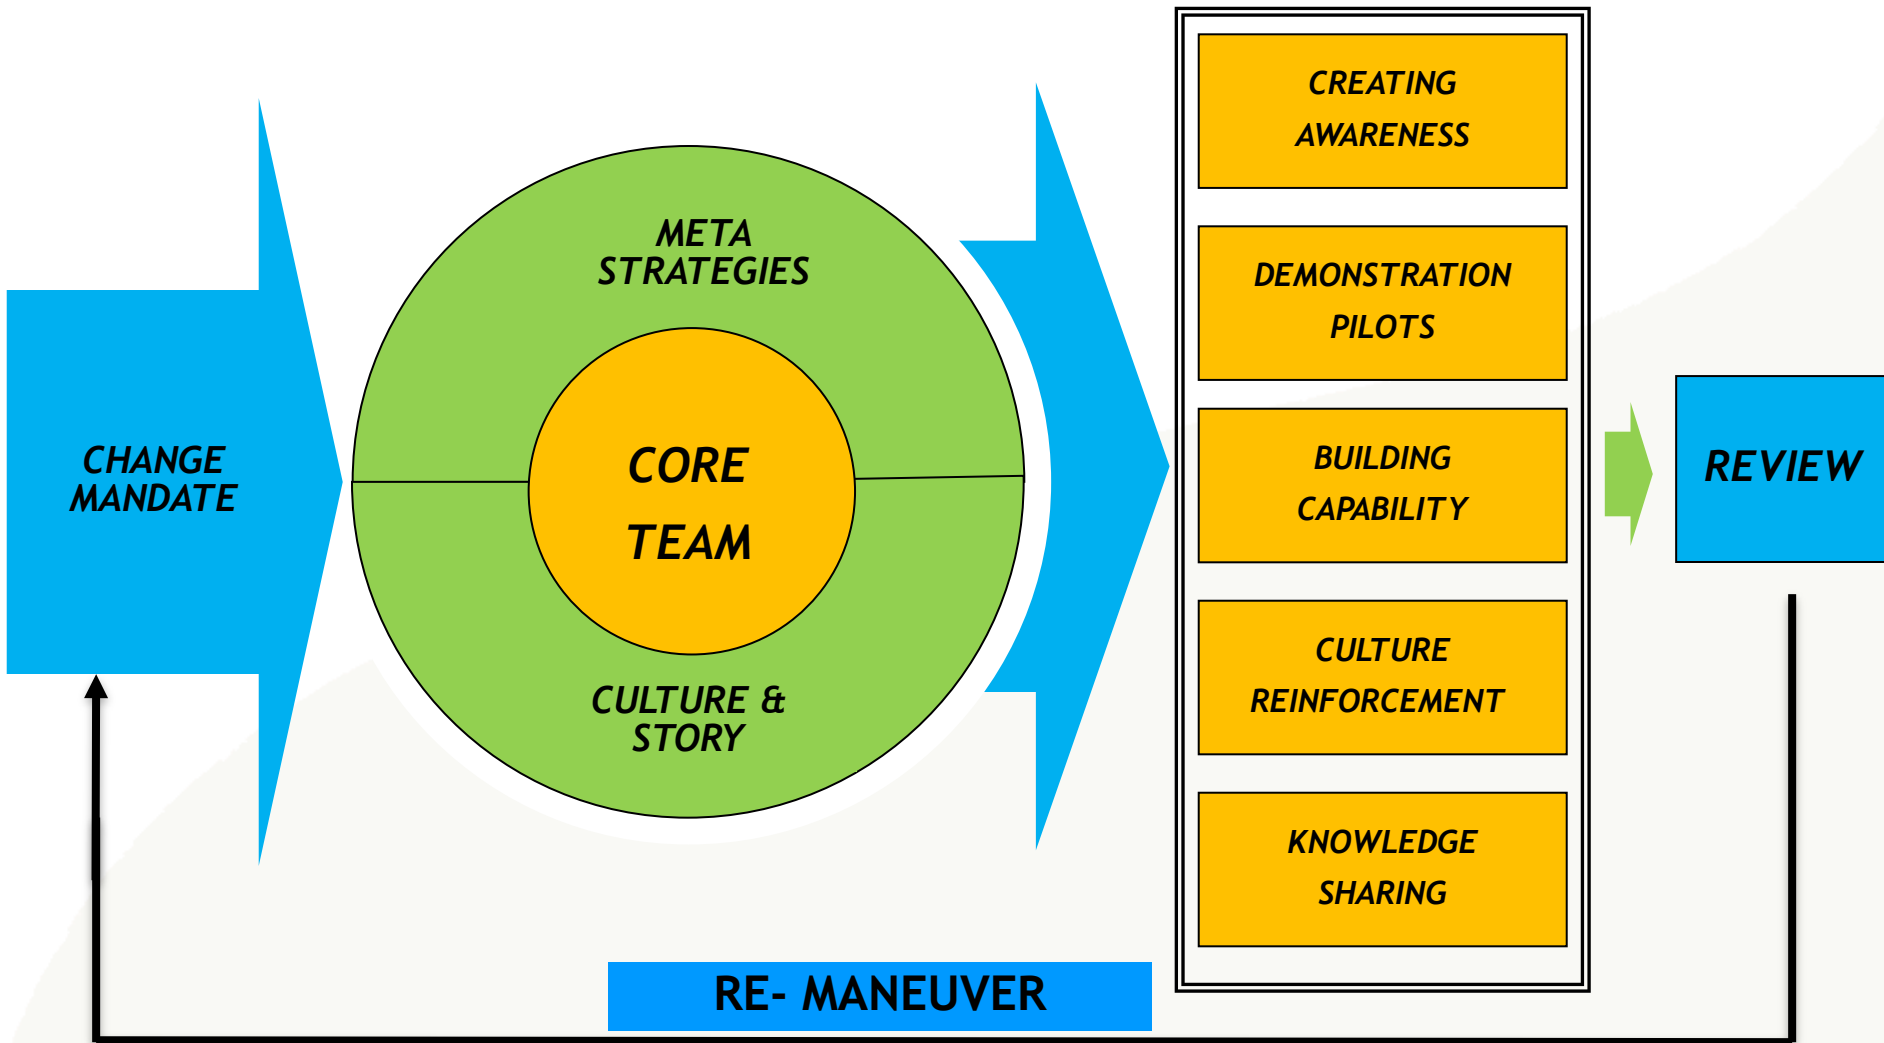 CHANGE
MANDATE
META
STRATEGIES
CORE
TEAM
CULTURE &
STORY
CREATING
AWARENESS
DEMONSTRATION
PILOTS
BUILDING
CAPABILITY
CULTURE
REINFORCEMENT
KNOWLEDGE
SHARING
REVIEW
RE- MANEUVER